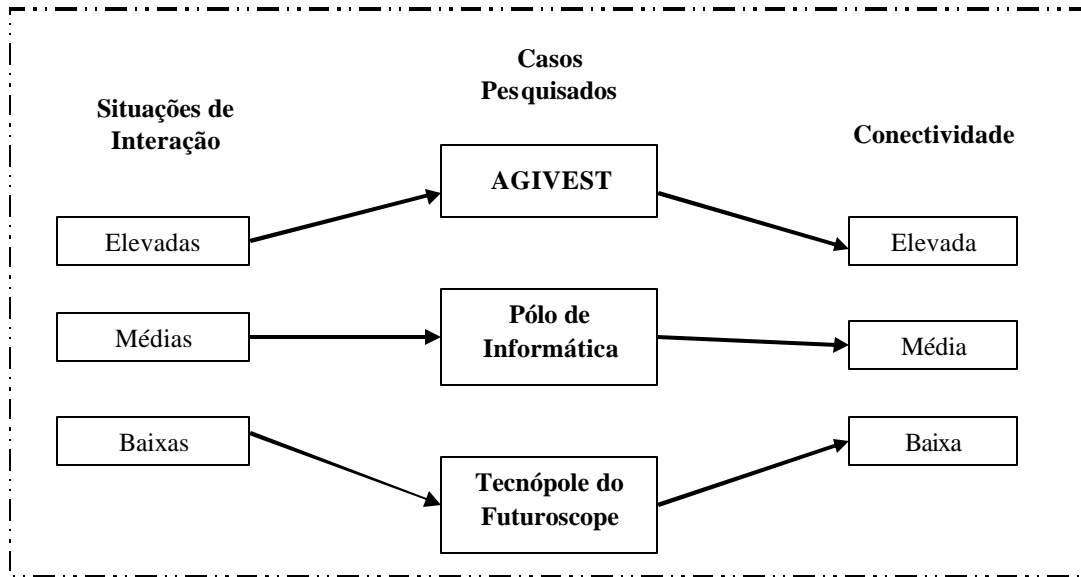 Casos
Pesquisados
Situações de
Interação
Conectividade
AGIVEST
Elevadas
Elevada
Pólo de
Informática
Médias
Média
Baixas
Baixa
Tecnópole do
Futuroscope